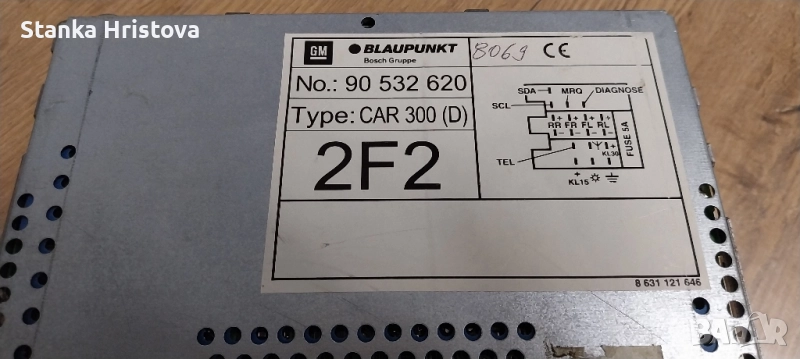 Stanka Hristova
GM BLAUPUNKT
Bosch Gruppe
8069 CE
No.: 90 532 620
Type: CAR 300 (D)
2F2
SDA MRQ DIAGNOSE
SCL
+ + + +
RR FR FL RL
- - - -
FUSE 5A
TEL
+
KL30
+
KL15
8 631 121 646
BAZAR